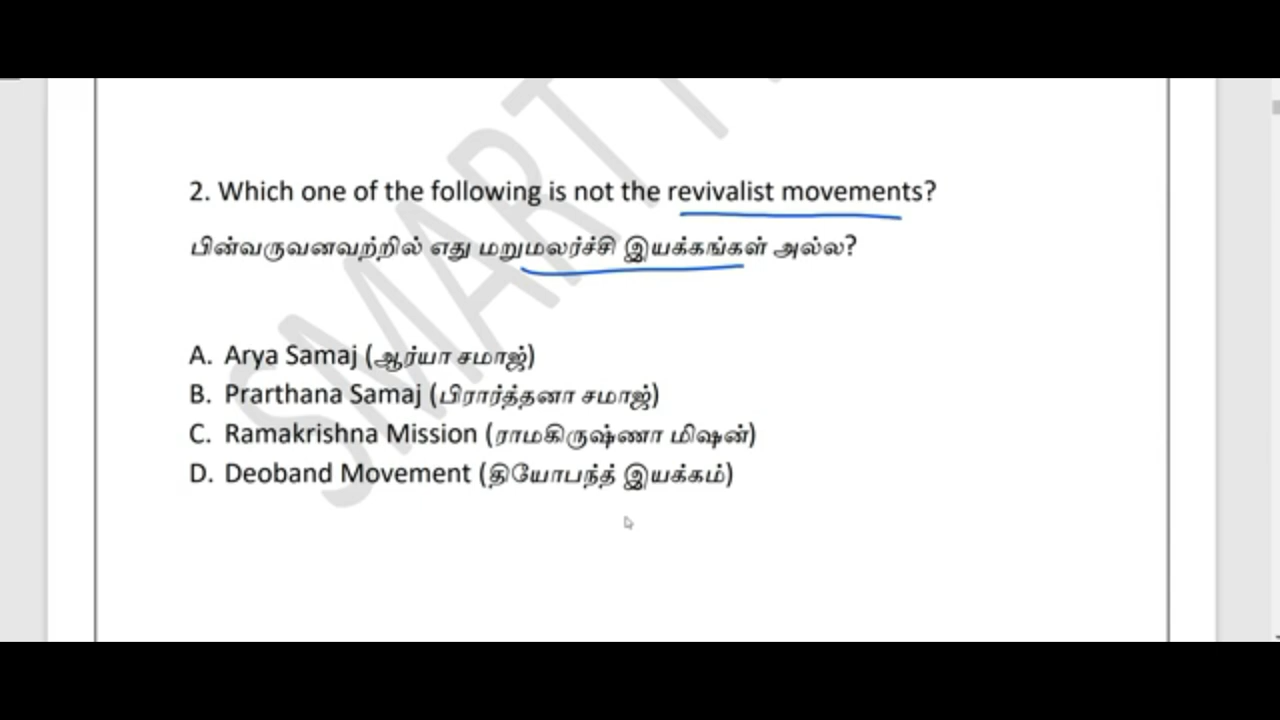 2. Which one of the following is not the revivalist movements?
பின்வருவனவற்றில் எது மறுமலர்ச்சி இயக்கங்கள் அல்ல?
A. Arya Samaj (ஆர்யா சமாஜ்)
B. Prarthana Samaj (பிரார்த்தனா சமாஜ்)
C. Ramakrishna Mission (ராமகிருஷ்ணா மிஷன்)
D. Deoband Movement (தியோபந்த் இயக்கம்)
SMART